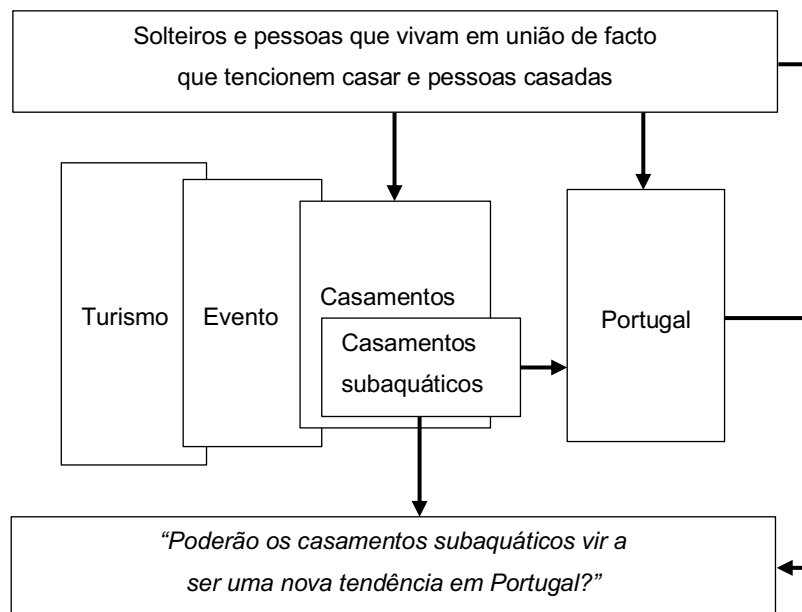 Solteiros e pessoas que vivam em união de facto
que tencionem casar e pessoas casadas
Turismo
Evento
Casamentos
Casamentos
subaquáticos
Portugal
“Poderão os casamentos subaquáticos vir a
ser uma nova tendência em Portugal?”